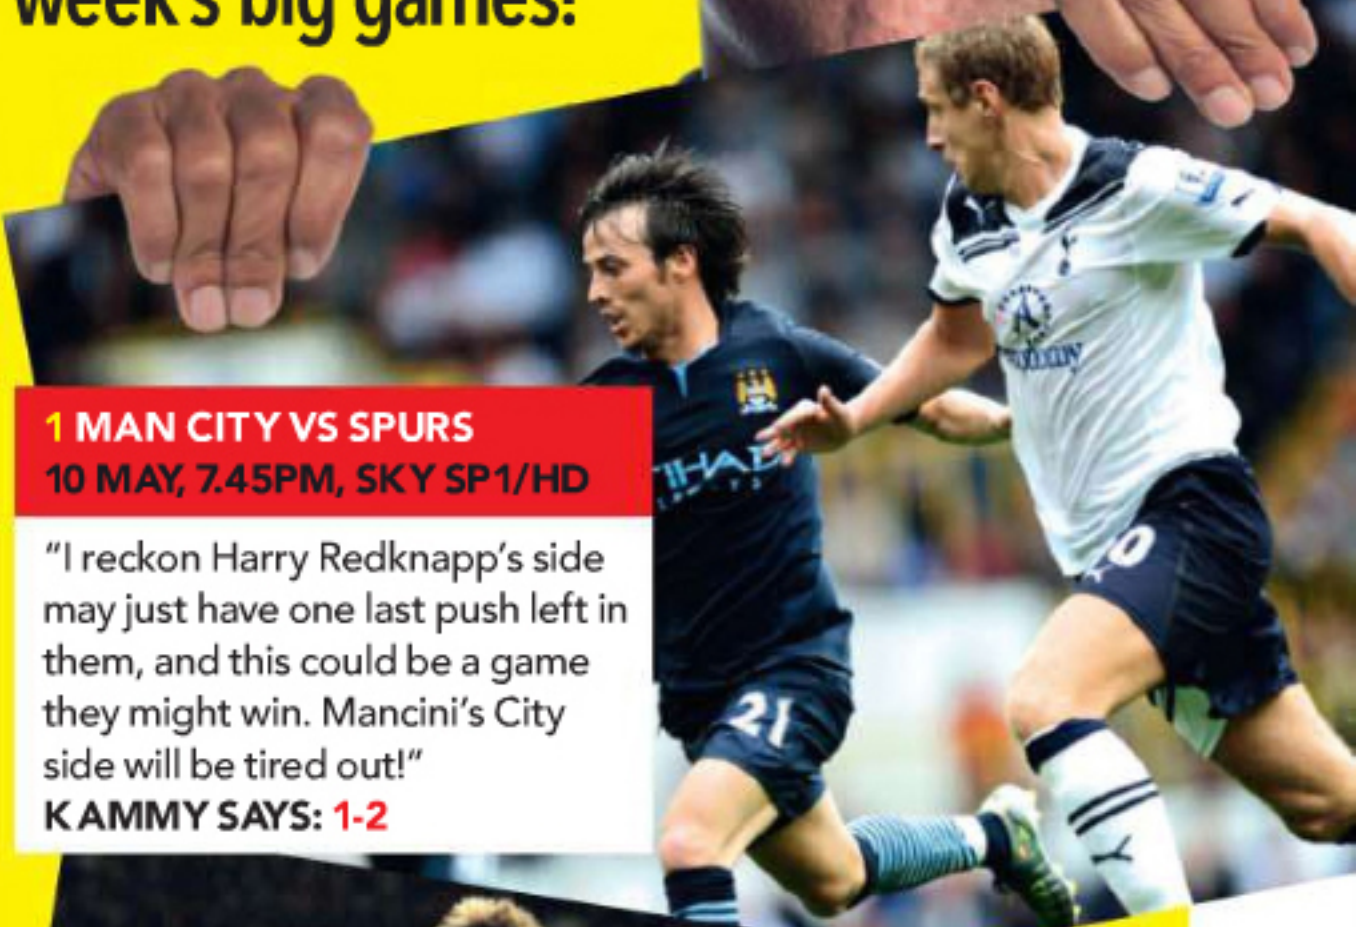 week's big games!
1 MAN CITY VS SPURS
10 MAY, 7.45PM, SKY SP1/HD
"I reckon Harry Redknapp's side
may just have one last push left in
them, and this could be a game
they might win. Mancini's City
side will be tired out!"
KAMMY SAYS: 1-2
21